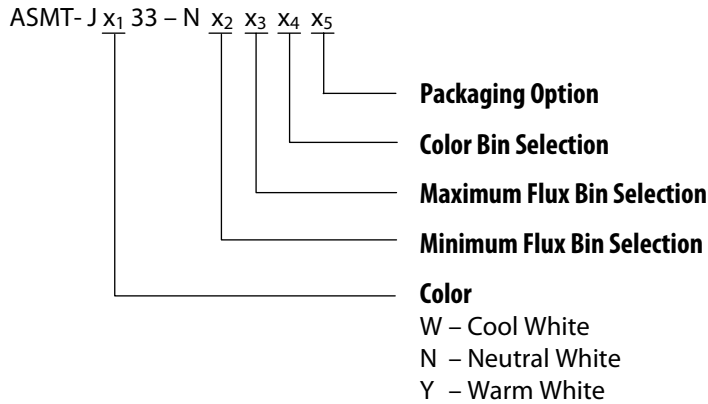 ASMT- J x1 33 – N x2 x3 x4 x5
Packaging Option
Color Bin Selection
Maximum Flux Bin Selection
Minimum Flux Bin Selection
Color
W – Cool White
N – Neutral White
Y – Warm White